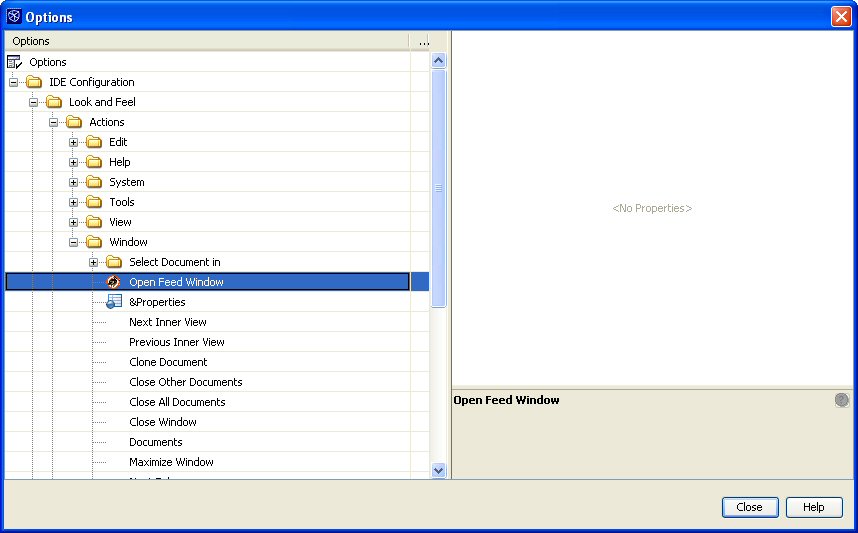 Options
Options ...
Options
IDE Configuration
Look and Feel
Actions
Edit
Help
System
Tools
View
Window
Select Document in
Open Feed Window
&Properties
Next Inner View
Previous Inner View
Clone Document
Close Other Documents
Close All Documents
Close Window
Documents
Maximize Window
<No Properties>
Open Feed Window
?
Close Help